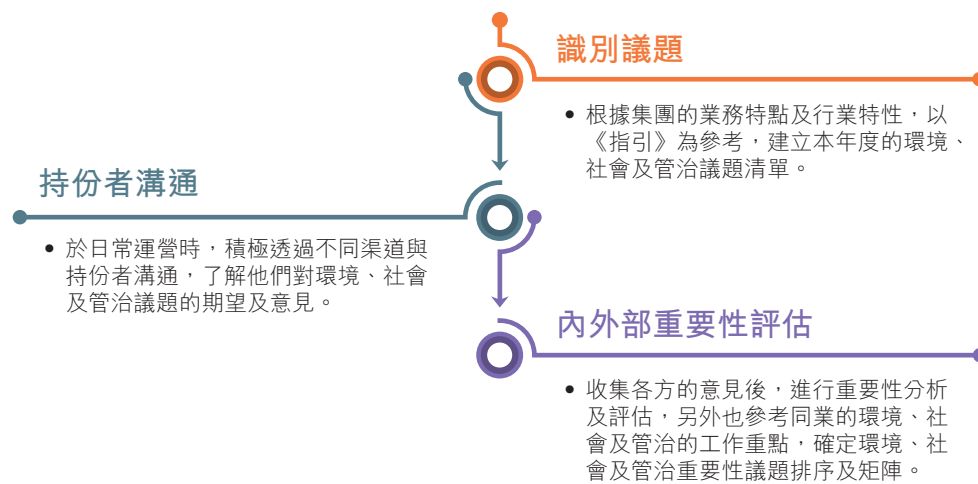 識別議題
• 根據集團的業務特點及行業特性，以
《指引》為參考，建立本年度的環境、
社會及管治議題清單。
持份者溝通
• 於日常運營時，積極透過不同渠道與
持份者溝通，了解他們對環境、社會
及管治議題的期望及意見。
內外部重要性評估
• 收集各方的意見後，進行重要性分析
及評估，另外也參考同業的環境、社
會及管治的工作重點，確定環境、社
會及管治重要性議題排序及矩陣。